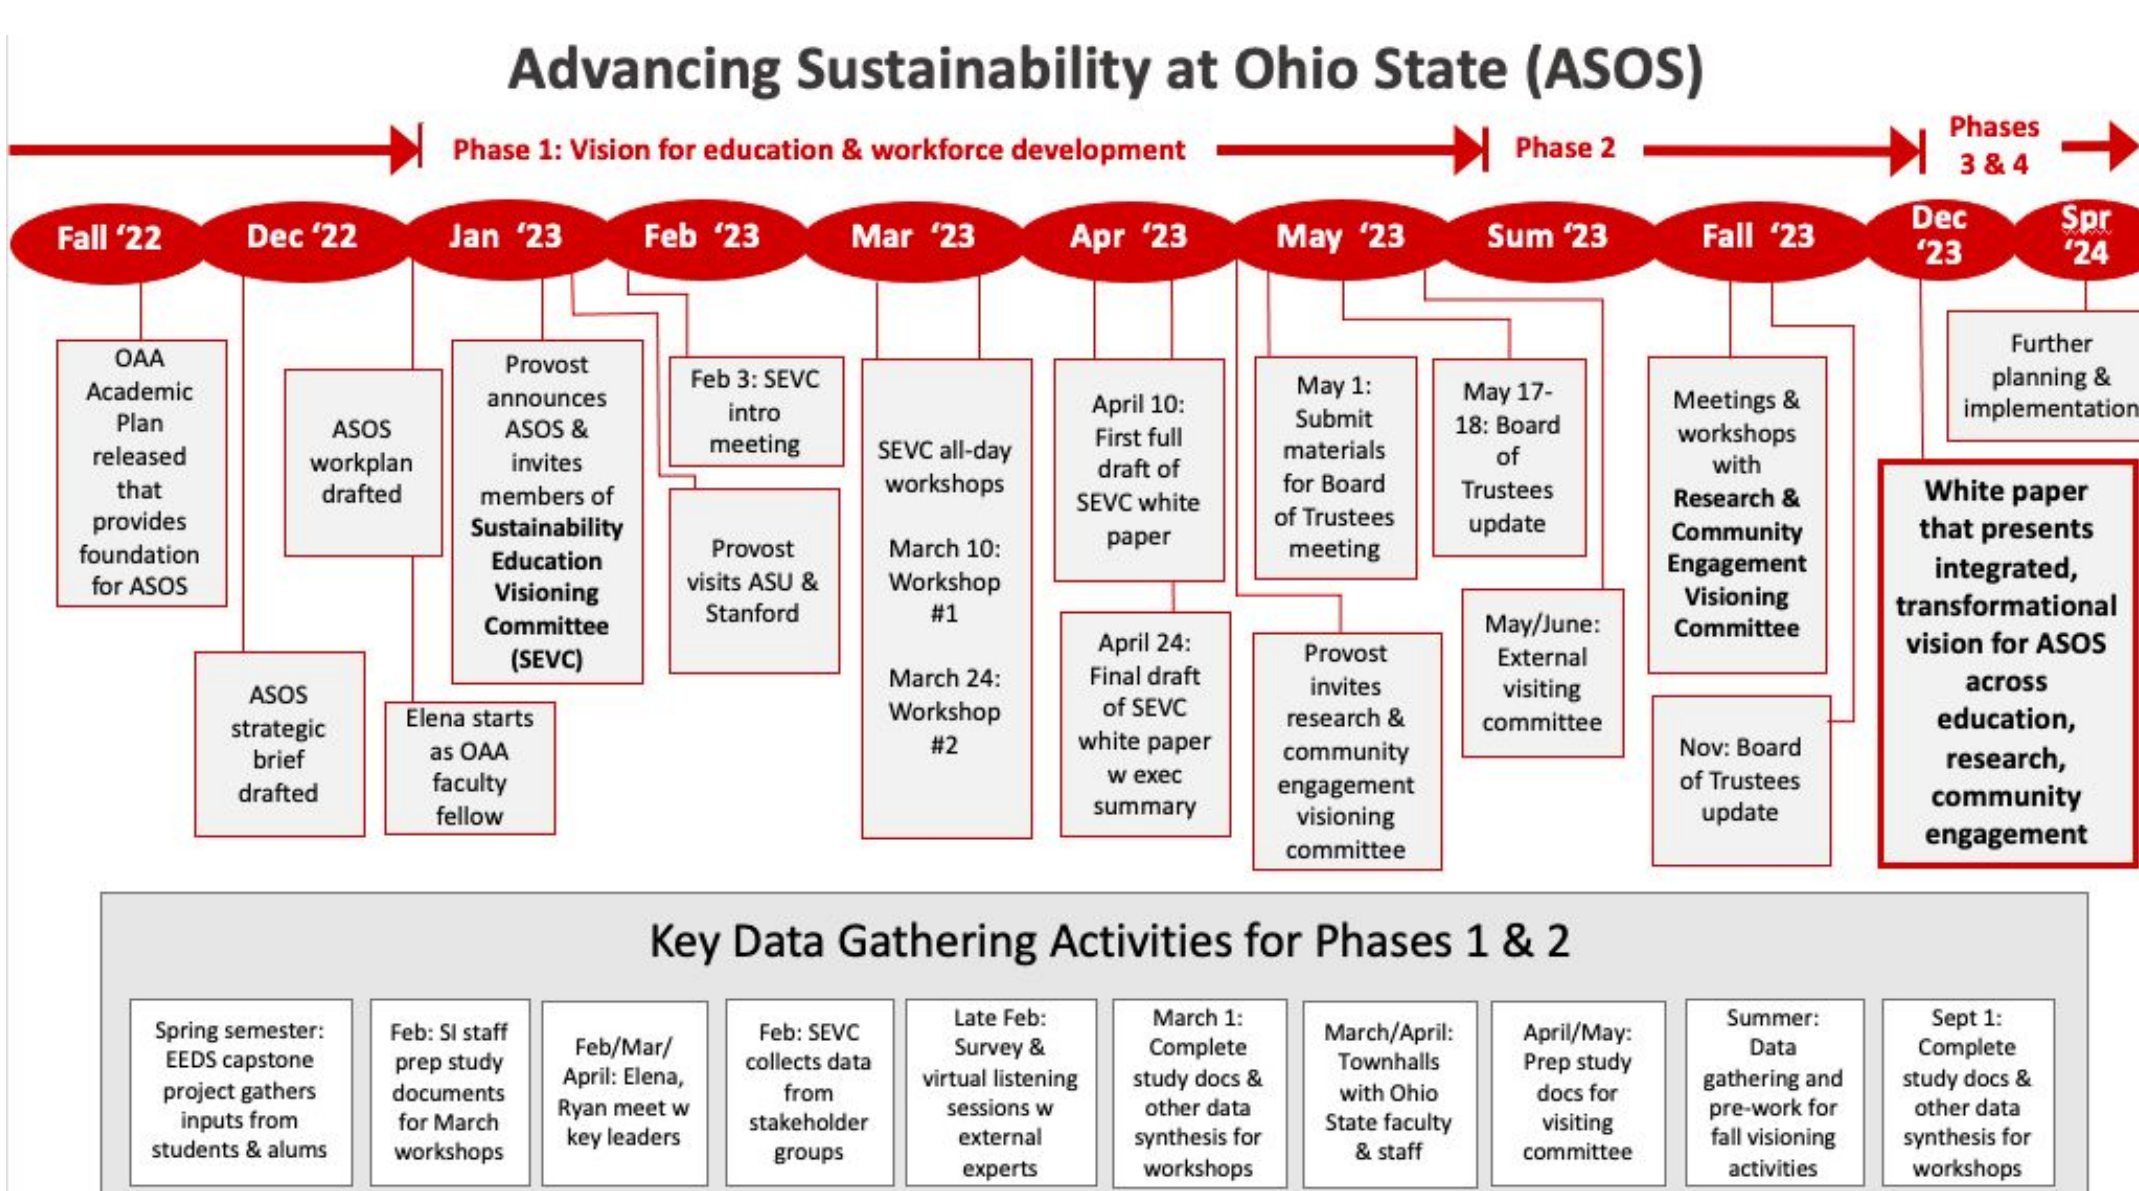 Advancing Sustainability at Ohio State (ASOS)
Phase 1: Vision for education & workforce development
Phase 2
Phases
3 & 4
Fall ‘22
Dec ‘22
Jan ‘23
Feb ‘23
Mar ‘23
Apr ‘23
May ‘23
Sum ‘23
Fall ‘23
Dec
‘23
Spr
‘24
OAA
Academic
Plan
released
that
provides
foundation
for ASOS
ASOS
strategic
brief
drafted
ASOS
workplan
drafted
Elena starts
as OAA
faculty
fellow
Provost
announces
ASOS &
invites
members of
Sustainability
Education
Visioning
Committee
(SEVC)
Feb 3: SEVC
intro
meeting
Provost
visits ASU &
Stanford
SEVC all-day
workshops
March 10:
Workshop
#1
March 24:
Workshop
#2
April 10:
First full
draft of
SEVC white
paper
April 24:
Final draft
of SEVC
white paper
w exec
summary
May 1:
Submit
materials
for Board
of Trustees
meeting
Provost
invites
research &
community
engagement
visioning
committee
May 17-
18: Board
of
Trustees
update
May/June:
External
visiting
committee
Meetings &
workshops
with
Research &
Community
Engagement
Visioning
Committee
Nov: Board
of Trustees
update
Further
planning &
implementation
White paper
that presents
integrated,
transformational
vision for ASOS
across
education,
research,
community
engagement
Key Data Gathering Activities for Phases 1 & 2
Spring semester:
EEDS capstone
project gathers
inputs from
students & alums
Feb: SI staff
prep study
documents
for March
workshops
Feb/Mar/
April: Elena,
Ryan meet w
key leaders
Feb: SEVC
collects data
from
stakeholder
groups
Late Feb:
Survey &
virtual listening
sessions w
external
experts
March 1:
Complete
study docs &
other data
synthesis for
workshops
March/April:
Townhalls
with Ohio
State faculty
& staff
April/May:
Prep study
docs for
visiting
committee
Summer:
Data
gathering and
pre-work for
fall visioning
activities
Sept 1:
Complete
study docs &
other data
synthesis for
workshops